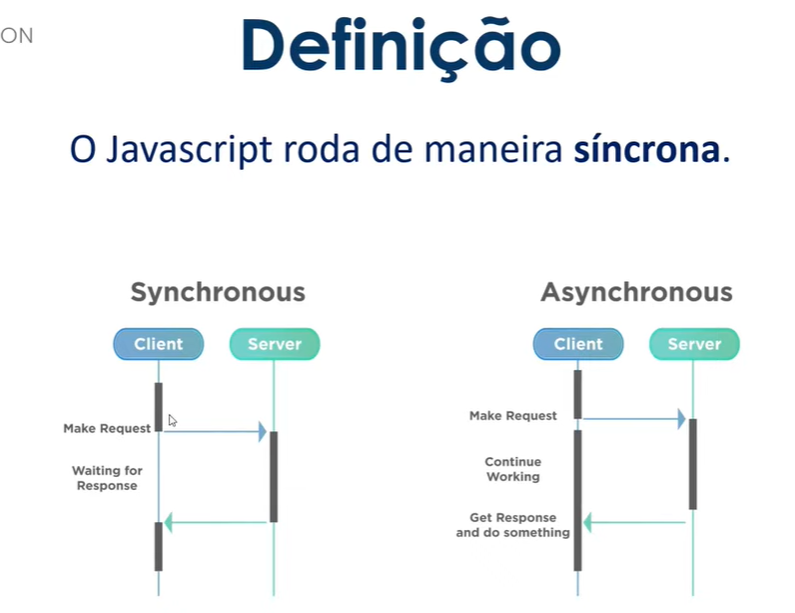 ON
Definição
O Javascript roda de maneira síncrona.
Synchronous
Client
Server
Make Request
Waiting for
Response
Asynchronous
Client
Server
Make Request
Continue
Working
Get Response
and do something